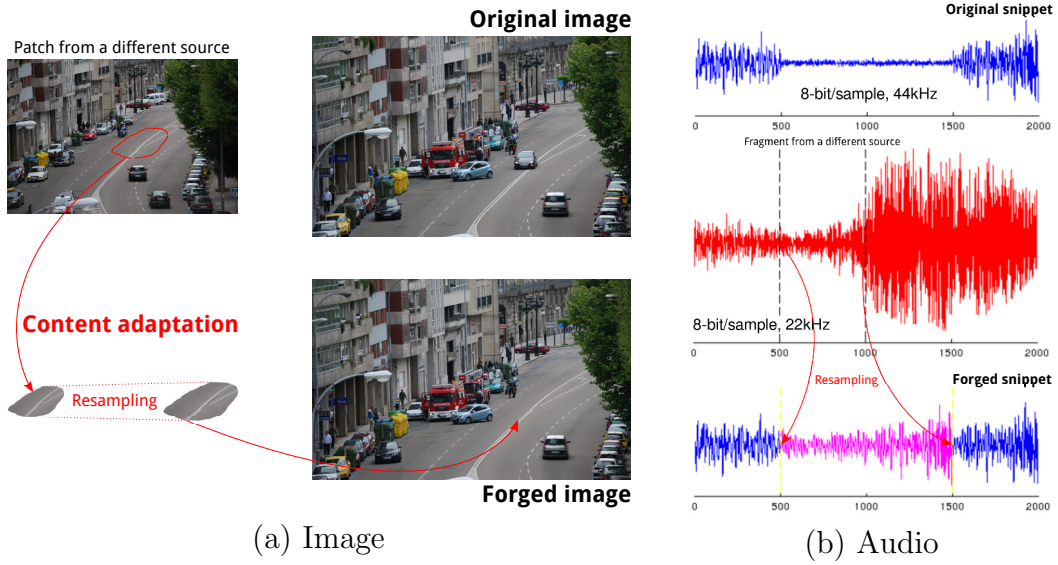 Original image
Patch from a different source
Content adaptation
Resampling
Forged image
(a) Image
Original snippet
8-bit/sample, 44kHz
0 500 1000 1500 2000
Fragment from a different source
8-bit/sample, 22kHz
0 500 1000 1500 2000
Resampling
Forged snippet
0 500 1000 1500 2000
(b) Audio